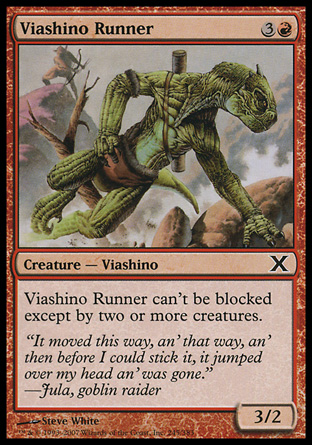 Viashino Runner 3
Creature — Viashino X
Viashino Runner can't be blocked
except by two or more creatures.
"It moved this way, an' that way, an'
then before I could stick it, it jumped
over my head an' was gone."
—Jula, goblin raider
Steve White
3/2